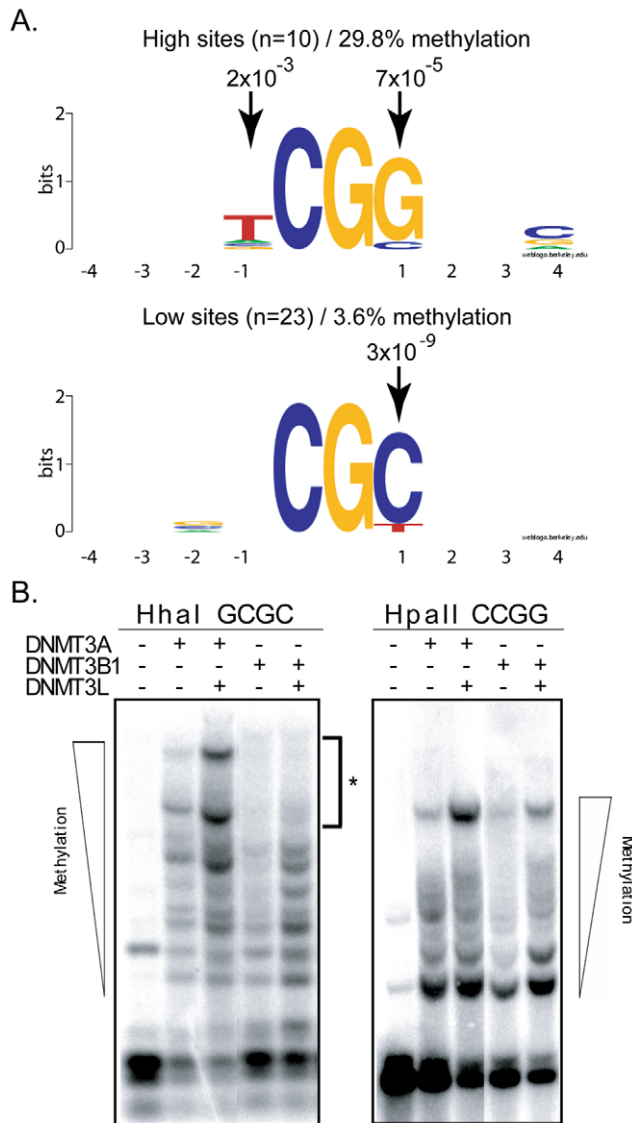 A.
High sites (n=10) / 29.8% methylation
2x10⁻³ 7x10⁻⁵
2
bits
1
0
T CGG C C
weblogo.berkeley.edu
-4 -3 -2 -1 1 2 3 4
Low sites (n=23) / 3.6% methylation
3x10⁻⁹
2
bits
1
0
CGC T
weblogo.berkeley.edu
-4 -3 -2 -1 1 2 3 4
B.
HhaI GCGC HpaII CCGG
DNMT3A - + + - - - + + - -
DNMT3B1 - - - + + - - - + +
DNMT3L - - + - + - - + - +
Methylation
*
Methylation